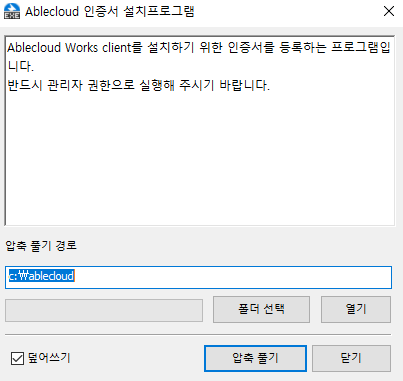 Ablecloud 인증서 설치프로그램
Ablecloud Works client를 설치하기 위한 인증서를 등록하는 프로그램입
니다.
반드시 관리자 권한으로 실행해 주시기 바랍니다.
압축 풀기 경로
c:₩ablecloud
폴더 선택
열기
덮어쓰기
압축 풀기
닫기